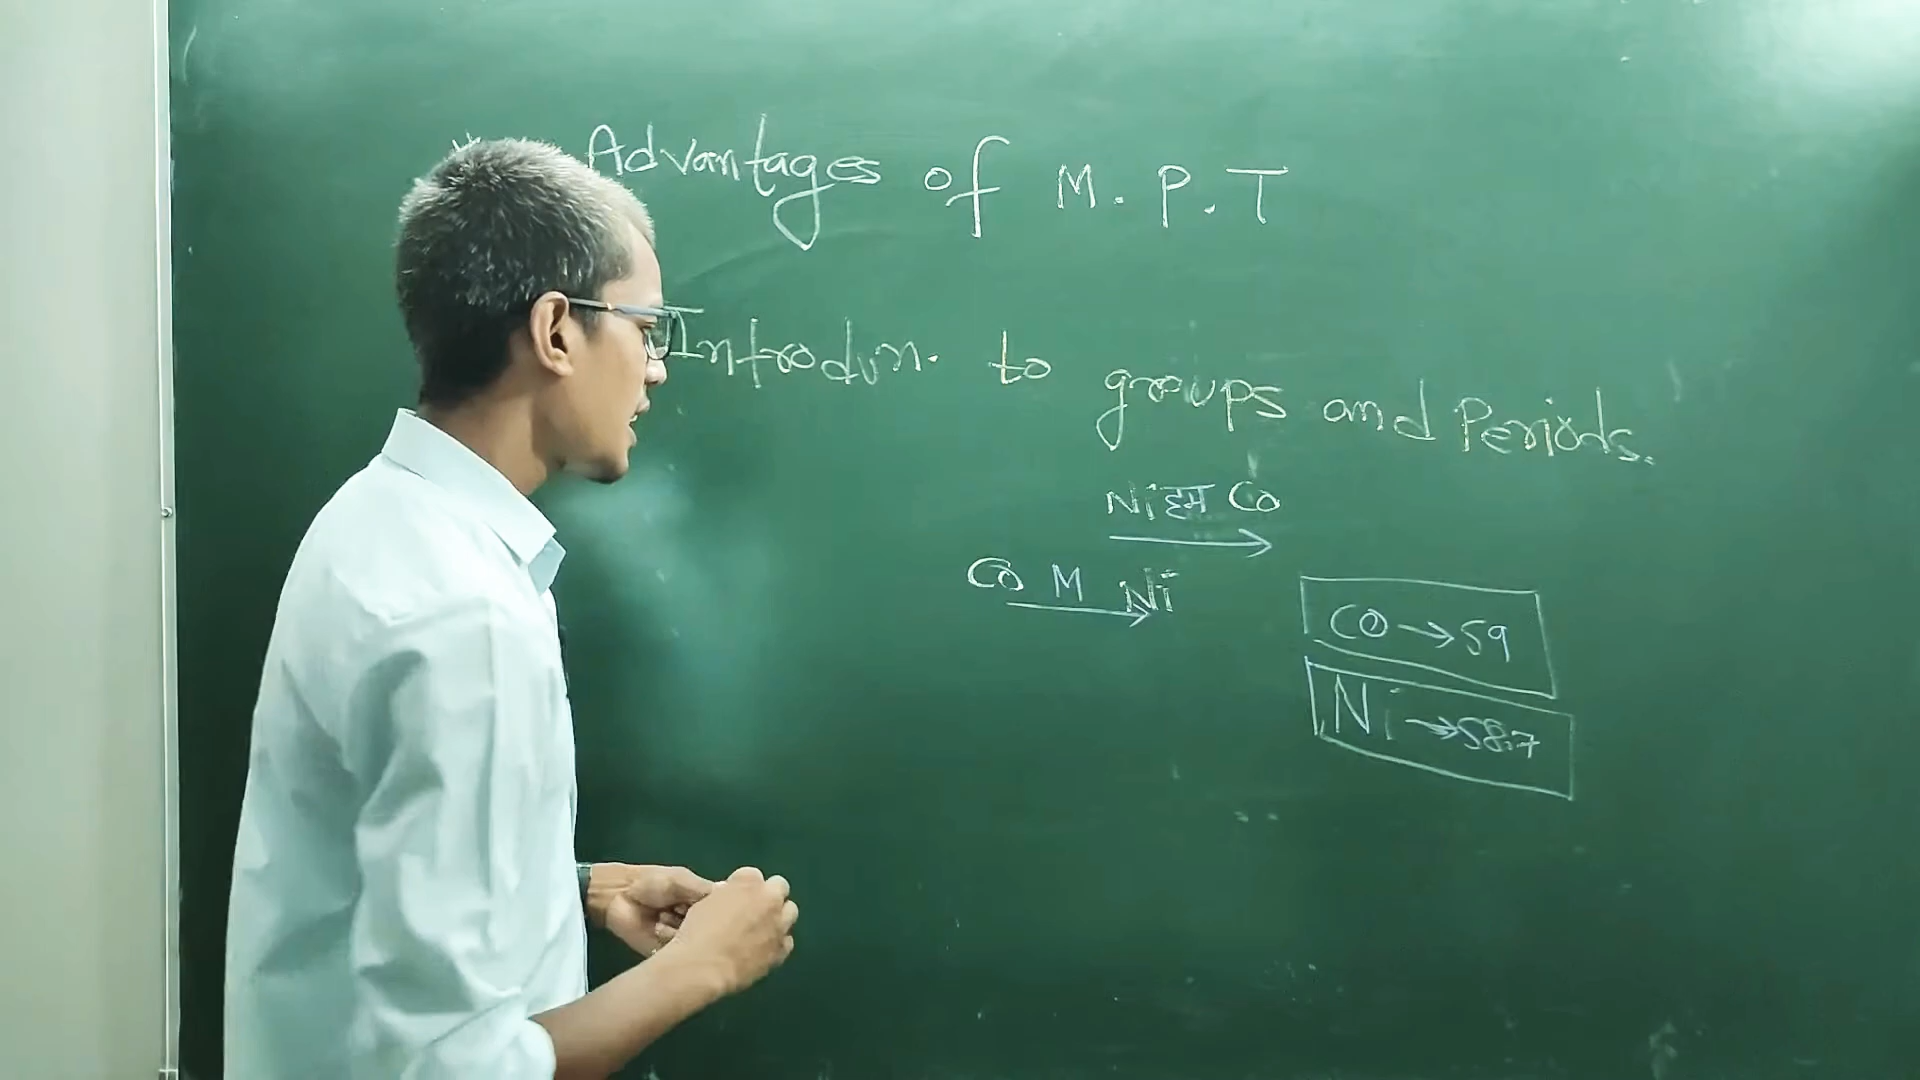 Advantages of M.P.T
Introdun. to groups and Periods.
Ni हम Co
Co M Ni
Co → 59
Ni → 58.7